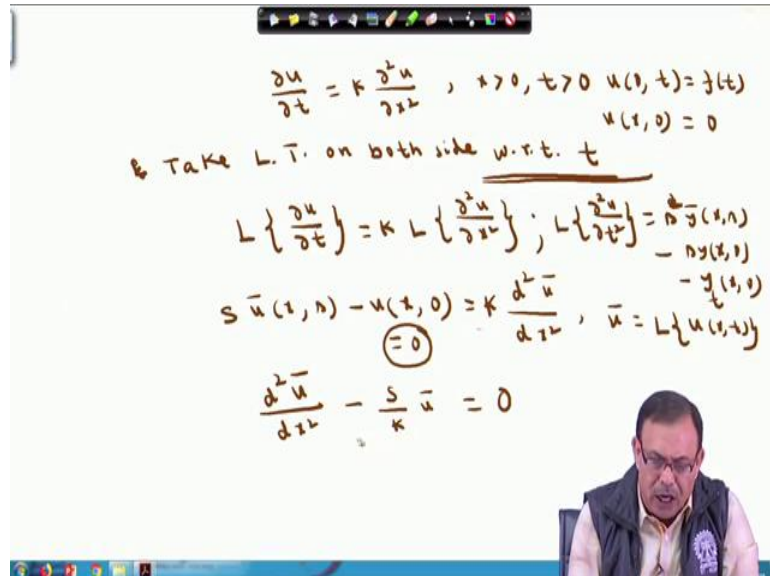 ∂u/∂t = K ∂²u/∂x² , x>0, t>0 u(0, t) = f(t)
u(x, 0) = 0
Take L.T. on both side w.r.t. t
L{∂u/∂t} = K L{∂²u/∂x²} ; L{∂²u/∂t²} = s² ȳ(x,s)
- s y(x,0)
- y_t(x,0)
s ū(x, s) - u(x, 0) = K d²ū/dx² , ū = L{u(x,t)}
= 0
d²ū/dx² - s/K ū = 0